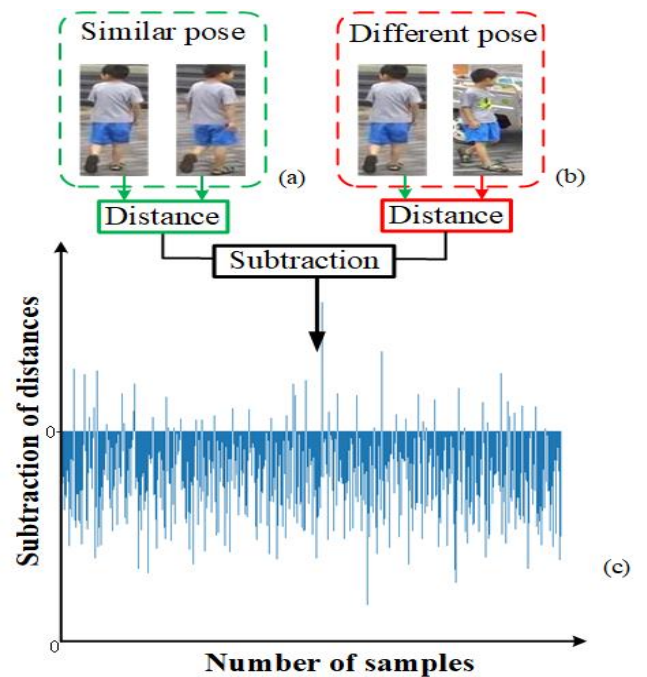 Similar pose
Different pose
(a)
(b)
Distance
Distance
Subtraction
Subtraction of distances
0
(c)
0
Number of samples